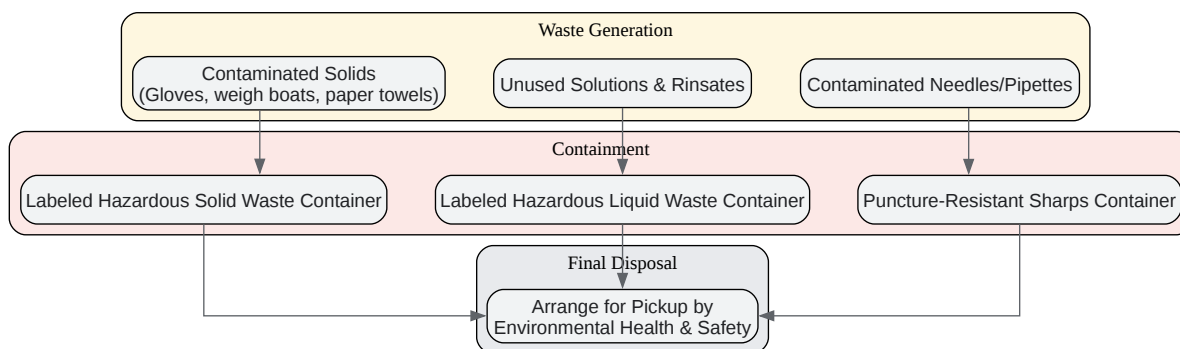 Waste Generation
Contaminated Solids
(Gloves, weigh boats, paper towels)
Unused Solutions & Rinsates
Contaminated Needles/Pipettes
Containment
Labeled Hazardous Solid Waste Container
Labeled Hazardous Liquid Waste Container
Puncture-Resistant Sharps Container
Final Disposal
Arrange for Pickup by
Environmental Health & Safety